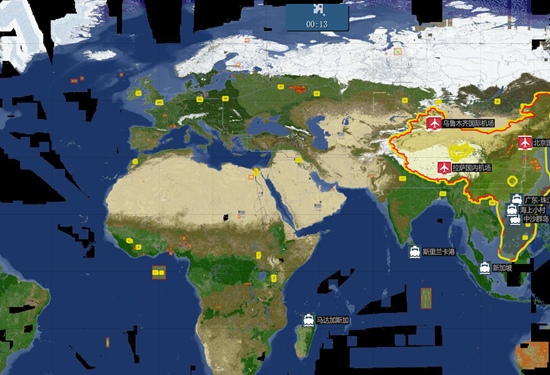 00:13
乌鲁木齐国际机场
北京国
拉萨国内机场
广东·珠江
海上小村
中沙群岛
斯里兰卡港
新加坡
马达加斯加